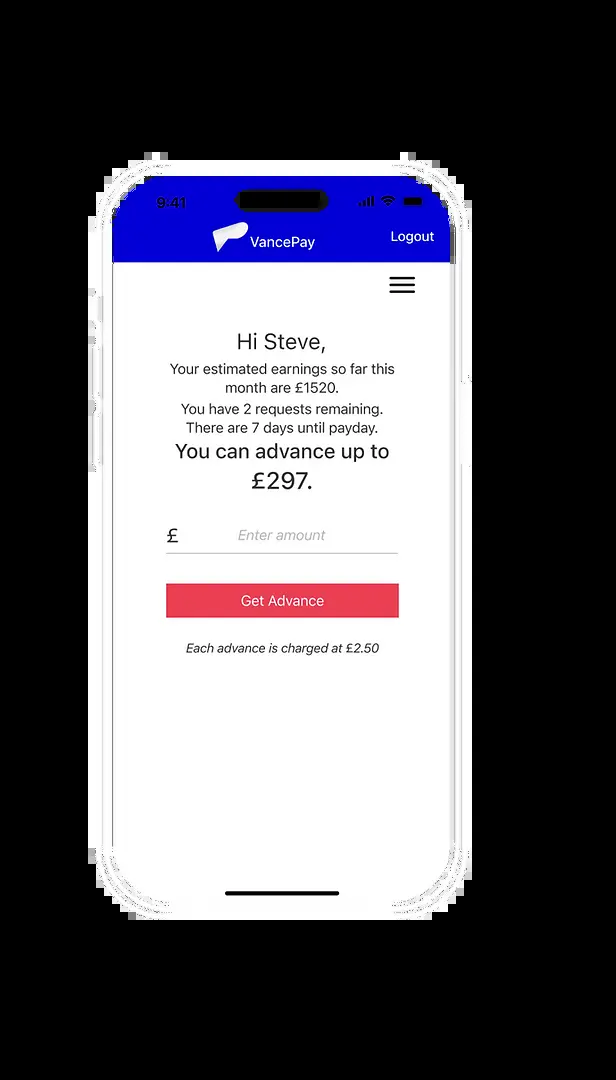 9:41
VancePay
Logout
Hi Steve,
Your estimated earnings so far this
month are £1520.
You have 2 requests remaining.
There are 7 days until payday.
You can advance up to
£297.
£ Enter amount
Get Advance
Each advance is charged at £2.50